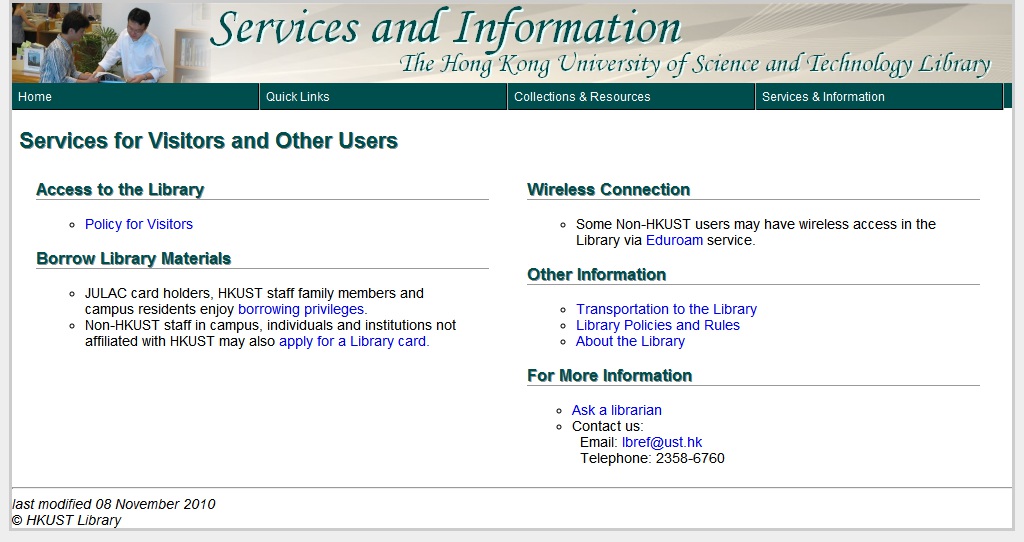 Services and Information
The Hong Kong University of Science and Technology Library
Home
Quick Links
Collections & Resources
Services & Information
Services for Visitors and Other Users
Access to the Library
Policy for Visitors
Borrow Library Materials
JULAC card holders, HKUST staff family members and
campus residents enjoy borrowing privileges.
Non-HKUST staff in campus, individuals and institutions not
affiliated with HKUST may also apply for a Library card.
Wireless Connection
Some Non-HKUST users may have wireless access in the
Library via Eduroam service.
Other Information
Transportation to the Library
Library Policies and Rules
About the Library
For More Information
Ask a librarian
Contact us:
Email: lbref@ust.hk
Telephone: 2358-6760
last modified 08 November 2010
© HKUST Library